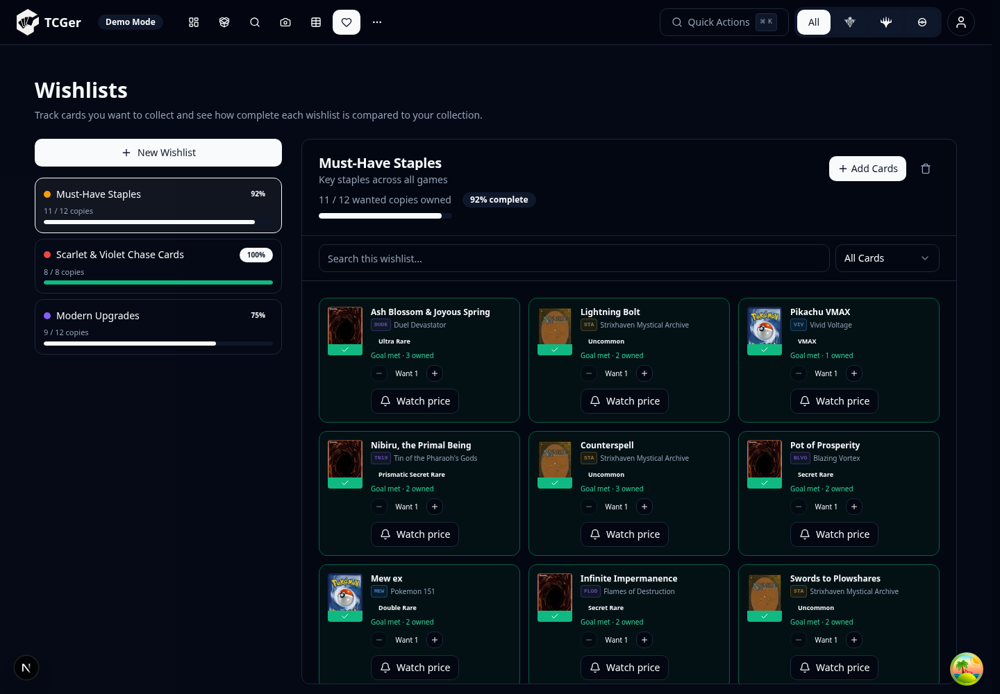 TCGer
Demo Mode
Quick Actions
⌘ K
All
Wishlists
Track cards you want to collect and see how complete each wishlist is compared to your collection.
New Wishlist
Must-Have Staples
92%
11 / 12 copies
Scarlet & Violet Chase Cards
100%
8 / 8 copies
Modern Upgrades
75%
9 / 12 copies
Must-Have Staples
Key staples across all games
11 / 12 wanted copies owned
92% complete
Add Cards
Search this wishlist...
All Cards
Ash Blossom & Joyous Spring
DUDE Duel Devastator
Ultra Rare
Goal met · 3 owned
Want 1
Watch price
Lightning Bolt
STA Strixhaven Mystical Archive
Uncommon
Goal met · 2 owned
Want 1
Watch price
Pokémon
Pikachu VMAX
VIV Vivid Voltage
VMAX
Goal met · 1 owned
Want 1
Watch price
Nibiru, the Primal Being
TN19 Tin of the Pharaoh's Gods
Prismatic Secret Rare
Goal met · 2 owned
Want 1
Watch price
Counterspell
STA Strixhaven Mystical Archive
Uncommon
Goal met · 3 owned
Want 1
Watch price
Pot of Prosperity
BLVO Blazing Vortex
Secret Rare
Goal met · 2 owned
Want 1
Watch price
Pokémon
Mew ex
MEW Pokemon 151
Double Rare
Goal met · 2 owned
Want 1
Watch price
Infinite Impermanence
FLOD Flames of Destruction
Secret Rare
Goal met · 2 owned
Want 1
Watch price
Swords to Plowshares
STA Strixhaven Mystical Archive
Uncommon
Goal met · 2 owned
Want 1
Watch price
N